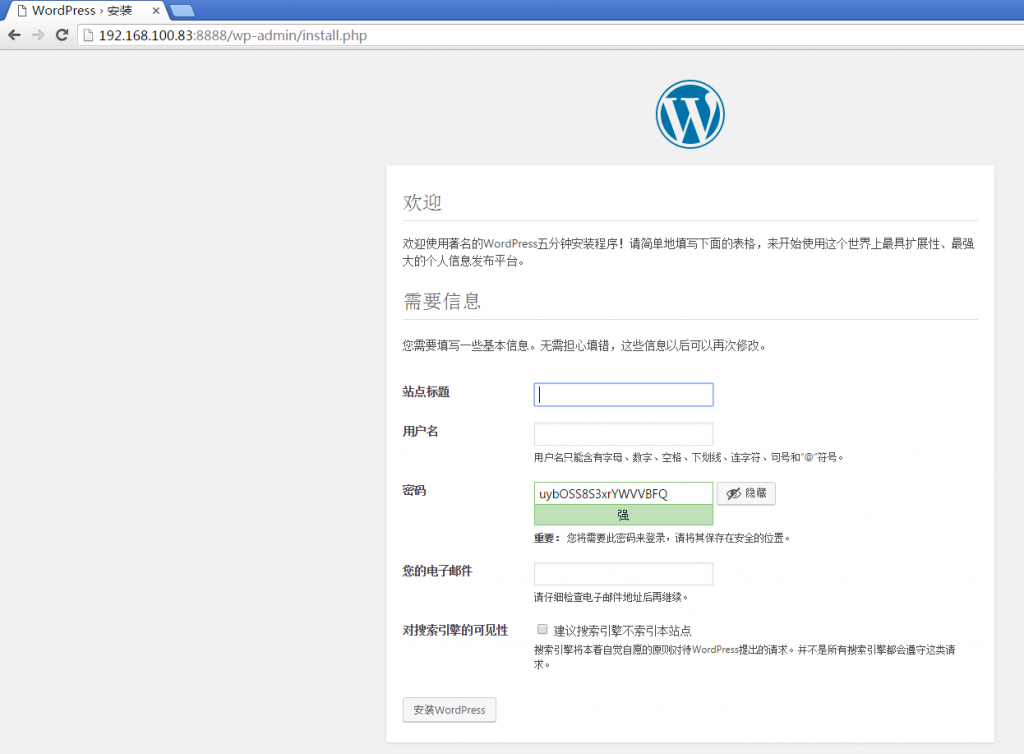 WordPress › 安装
192.168.100.83:8888/wp-admin/install.php
欢迎
欢迎使用著名的WordPress五分钟安装程序！请简单地填写下面的表格，来开始使用这个世界上最具扩展性、最强
大的个人信息发布平台。
需要信息
您需要填写一些基本信息。无需担心填错，这些信息以后可以再次修改。
站点标题
用户名
用户名只能含有字母、数字、空格、下划线、连字符、句号和“@”符号。
密码
uybOSS8S3xrYWVVBFQ 隐藏
强
重要： 您将需要此密码来登录，请将其保存在安全的位置。
您的电子邮件
请仔细检查电子邮件地址后再继续。
对搜索引擎的可见性 建议搜索引擎不索引本站点
搜索引擎将本着自觉自愿的原则对待WordPress提出的请求。并不是所有搜索引擎都会遵守这类请
求。
安装WordPress